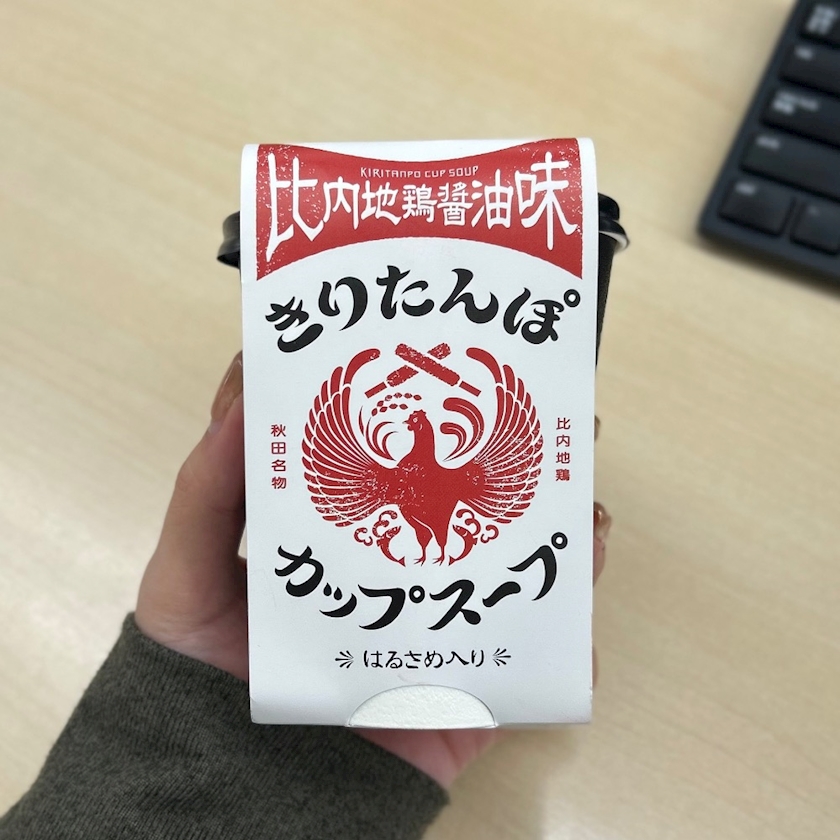 KIRITANPO CUP SOUP
比内地鶏醤油味
きりたんぽ
秋田名物
比内地鶏
カップスープ
はるさめ入り